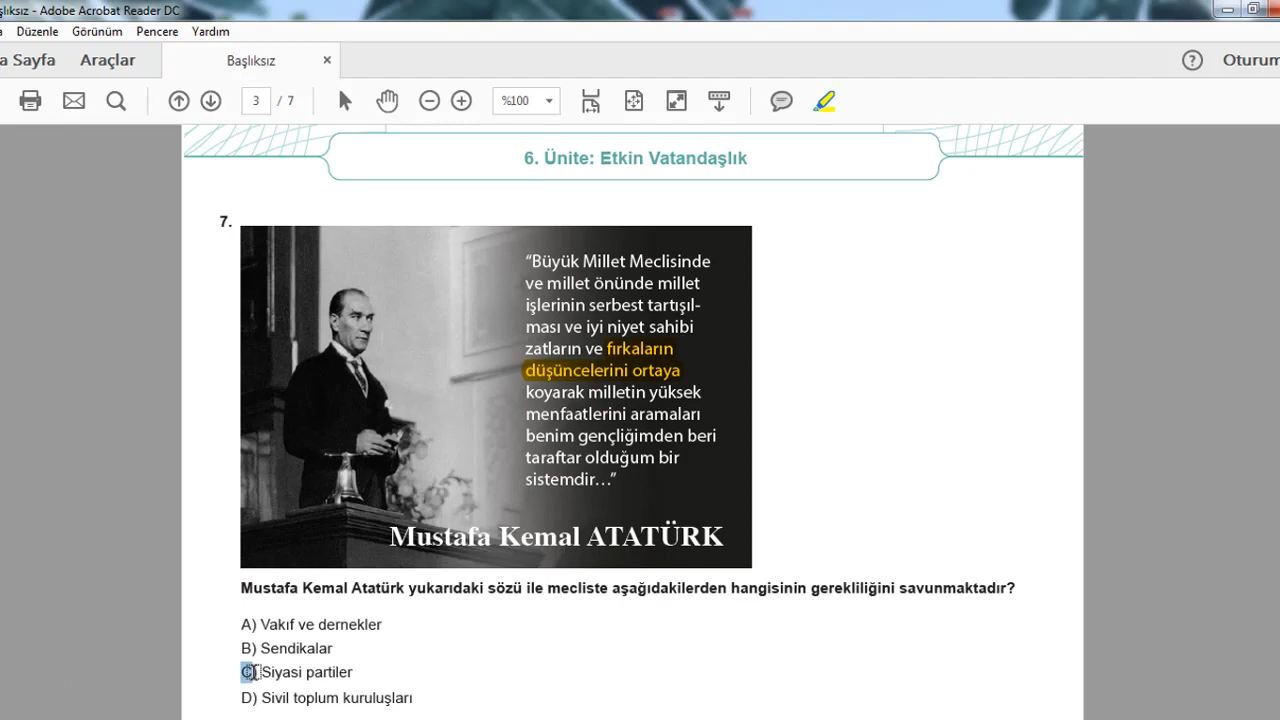 şlıksız - Adobe Acrobat Reader DC
Düzenle Görünüm Pencere Yardım
a Sayfa Araçlar Başlıksız × ? Oturum
3 / 7 %100
6. Ünite: Etkin Vatandaşlık
7.
“Büyük Millet Meclisinde
ve millet önünde millet
işlerinin serbest tartışıl-
ması ve iyi niyet sahibi
zatların ve fırkaların
düşüncelerini ortaya
koyarak milletin yüksek
menfaatlerini aramaları
benim gençliğimden beri
taraftar olduğum bir
sistemdir…”
Mustafa Kemal ATATÜRK
Mustafa Kemal Atatürk yukarıdaki sözü ile mecliste aşağıdakilerden hangisinin gerekliliğini savunmaktadır?
A) Vakıf ve dernekler
B) Sendikalar
C) Siyasi partiler
D) Sivil toplum kuruluşları